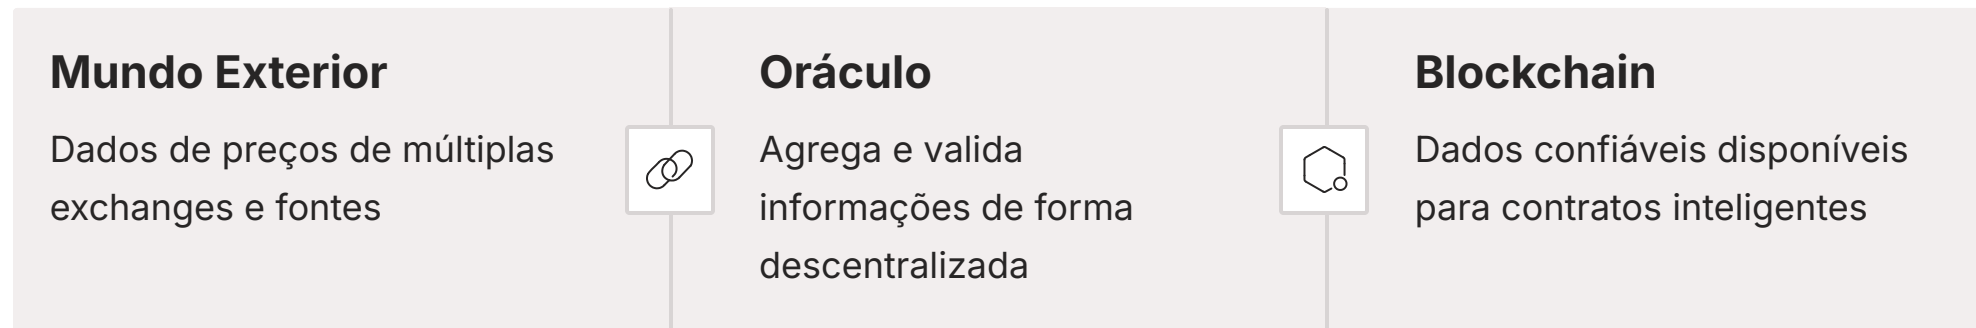 Mundo Exterior
Dados de preços de múltiplas
exchanges e fontes
Oráculo
Agrega e valida
informações de forma
descentralizada
Blockchain
Dados confiáveis disponíveis
para contratos inteligentes